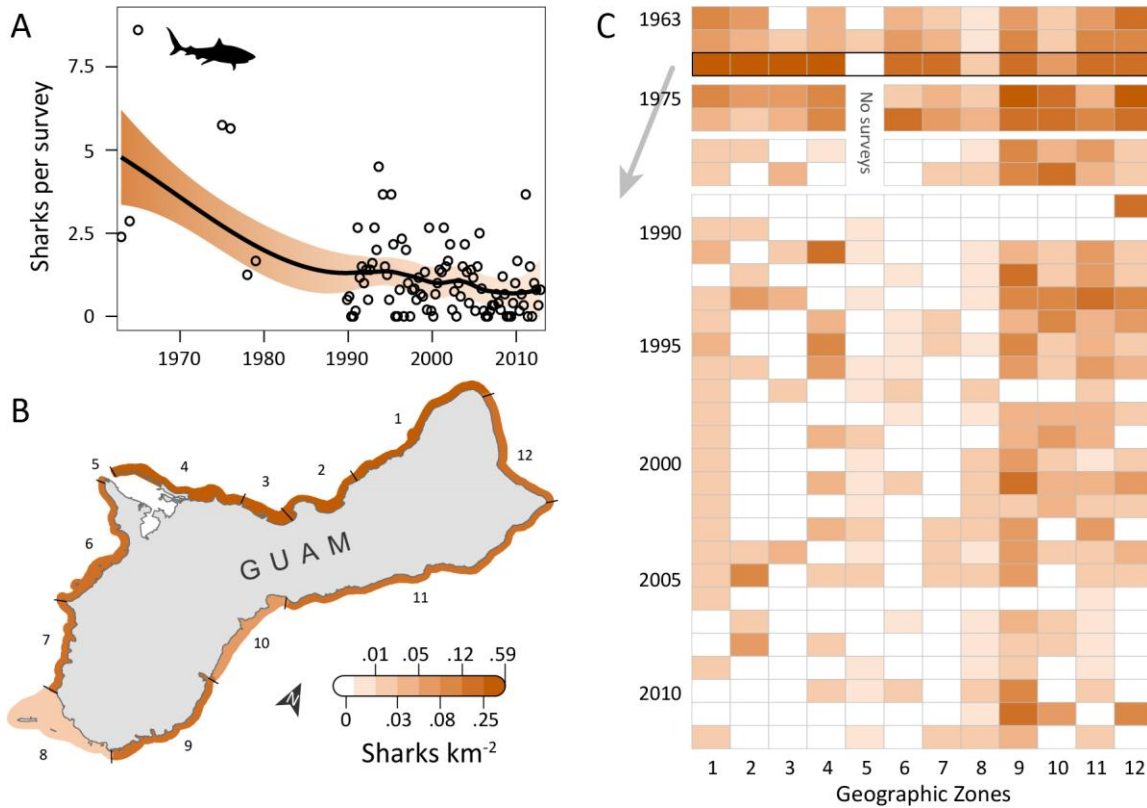 A
Sharks per survey
7.5
5
2.5
0
1970
1980
1990
2000
2010
B
1
2
3
4
5
6
7
8
9
10
11
12
GUAM
N
.01 .05 .12 .59
0 .03 .08 .25
Sharks km-2
C
1963
1975
No surveys
1990
1995
2000
2005
2010
1 2 3 4 5 6 7 8 9 10 11 12
Geographic Zones